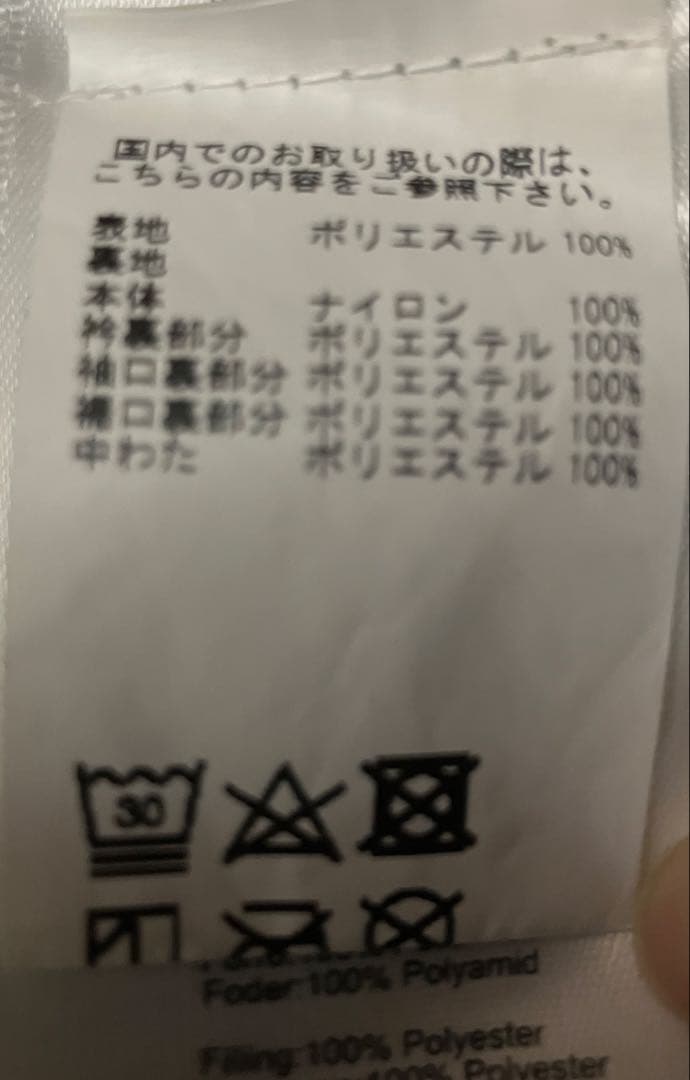 国内でのお取り扱いの際は、
こちらの内容をご参照下さい。
表地 ポリエステル 100%
裏地
本体 ナイロン 100%
衿裏部分 ポリエステル 100%
袖口裏部分 ポリエステル 100%
裾口裏部分 ポリエステル 100%
中わた ポリエステル 100%
30
Foder:100% Polyamid
Filling:100% Polyester
100% Polyester